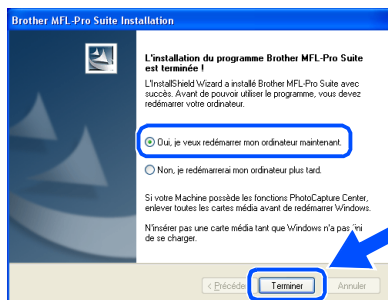 Brother MFL-Pro Suite Installation
L'installation du programme Brother MFL-Pro Suite
est terminée !
L'InstallShield Wizard a installé Brother MFL-Pro Suite avec
succès. Avant de pouvoir utiliser le programme, vous devez
redémarrer votre ordinateur.
Oui, je veux redémarrer mon ordinateur maintenant.
Non, je redémarrerai mon ordinateur plus tard.
Si votre Machine possède les fonctions PhotoCapture Center,
enlever toutes les cartes média avant de redémarrer Windows.
N'insérer pas une carte média tant que Windows n'a pas fini
de se charger.
< Précéde
Terminer
Annuler